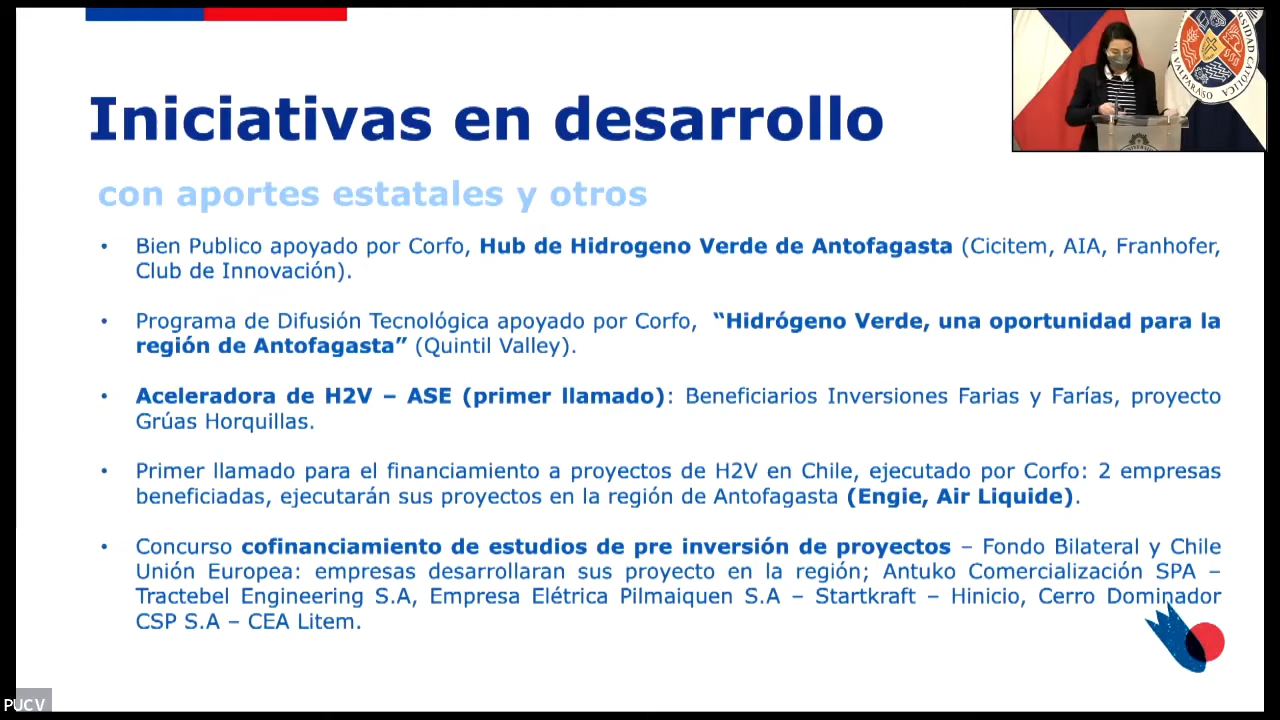 Iniciativas en desarrollo
con aportes estatales y otros
• Bien Publico apoyado por Corfo, Hub de Hidrogeno Verde de Antofagasta (Cicitem, AIA, Franhofer,
Club de Innovación).
• Programa de Difusión Tecnológica apoyado por Corfo, “Hidrógeno Verde, una oportunidad para la
región de Antofagasta” (Quintil Valley).
• Aceleradora de H2V – ASE (primer llamado): Beneficiarios Inversiones Farias y Farías, proyecto
Grúas Horquillas.
• Primer llamado para el financiamiento a proyectos de H2V en Chile, ejecutado por Corfo: 2 empresas
beneficiadas, ejecutarán sus proyectos en la región de Antofagasta (Engie, Air Liquide).
• Concurso cofinanciamiento de estudios de pre inversión de proyectos – Fondo Bilateral y Chile
Unión Europea: empresas desarrollaran sus proyecto en la región; Antuko Comercialización SPA –
Tractebel Engineering S.A, Empresa Elétrica Pilmaiquen S.A – Startkraft – Hinicio, Cerro Dominador
CSP S.A – CEA Litem.
SIDAD CATOLICA
VALPARAISO
PUCV